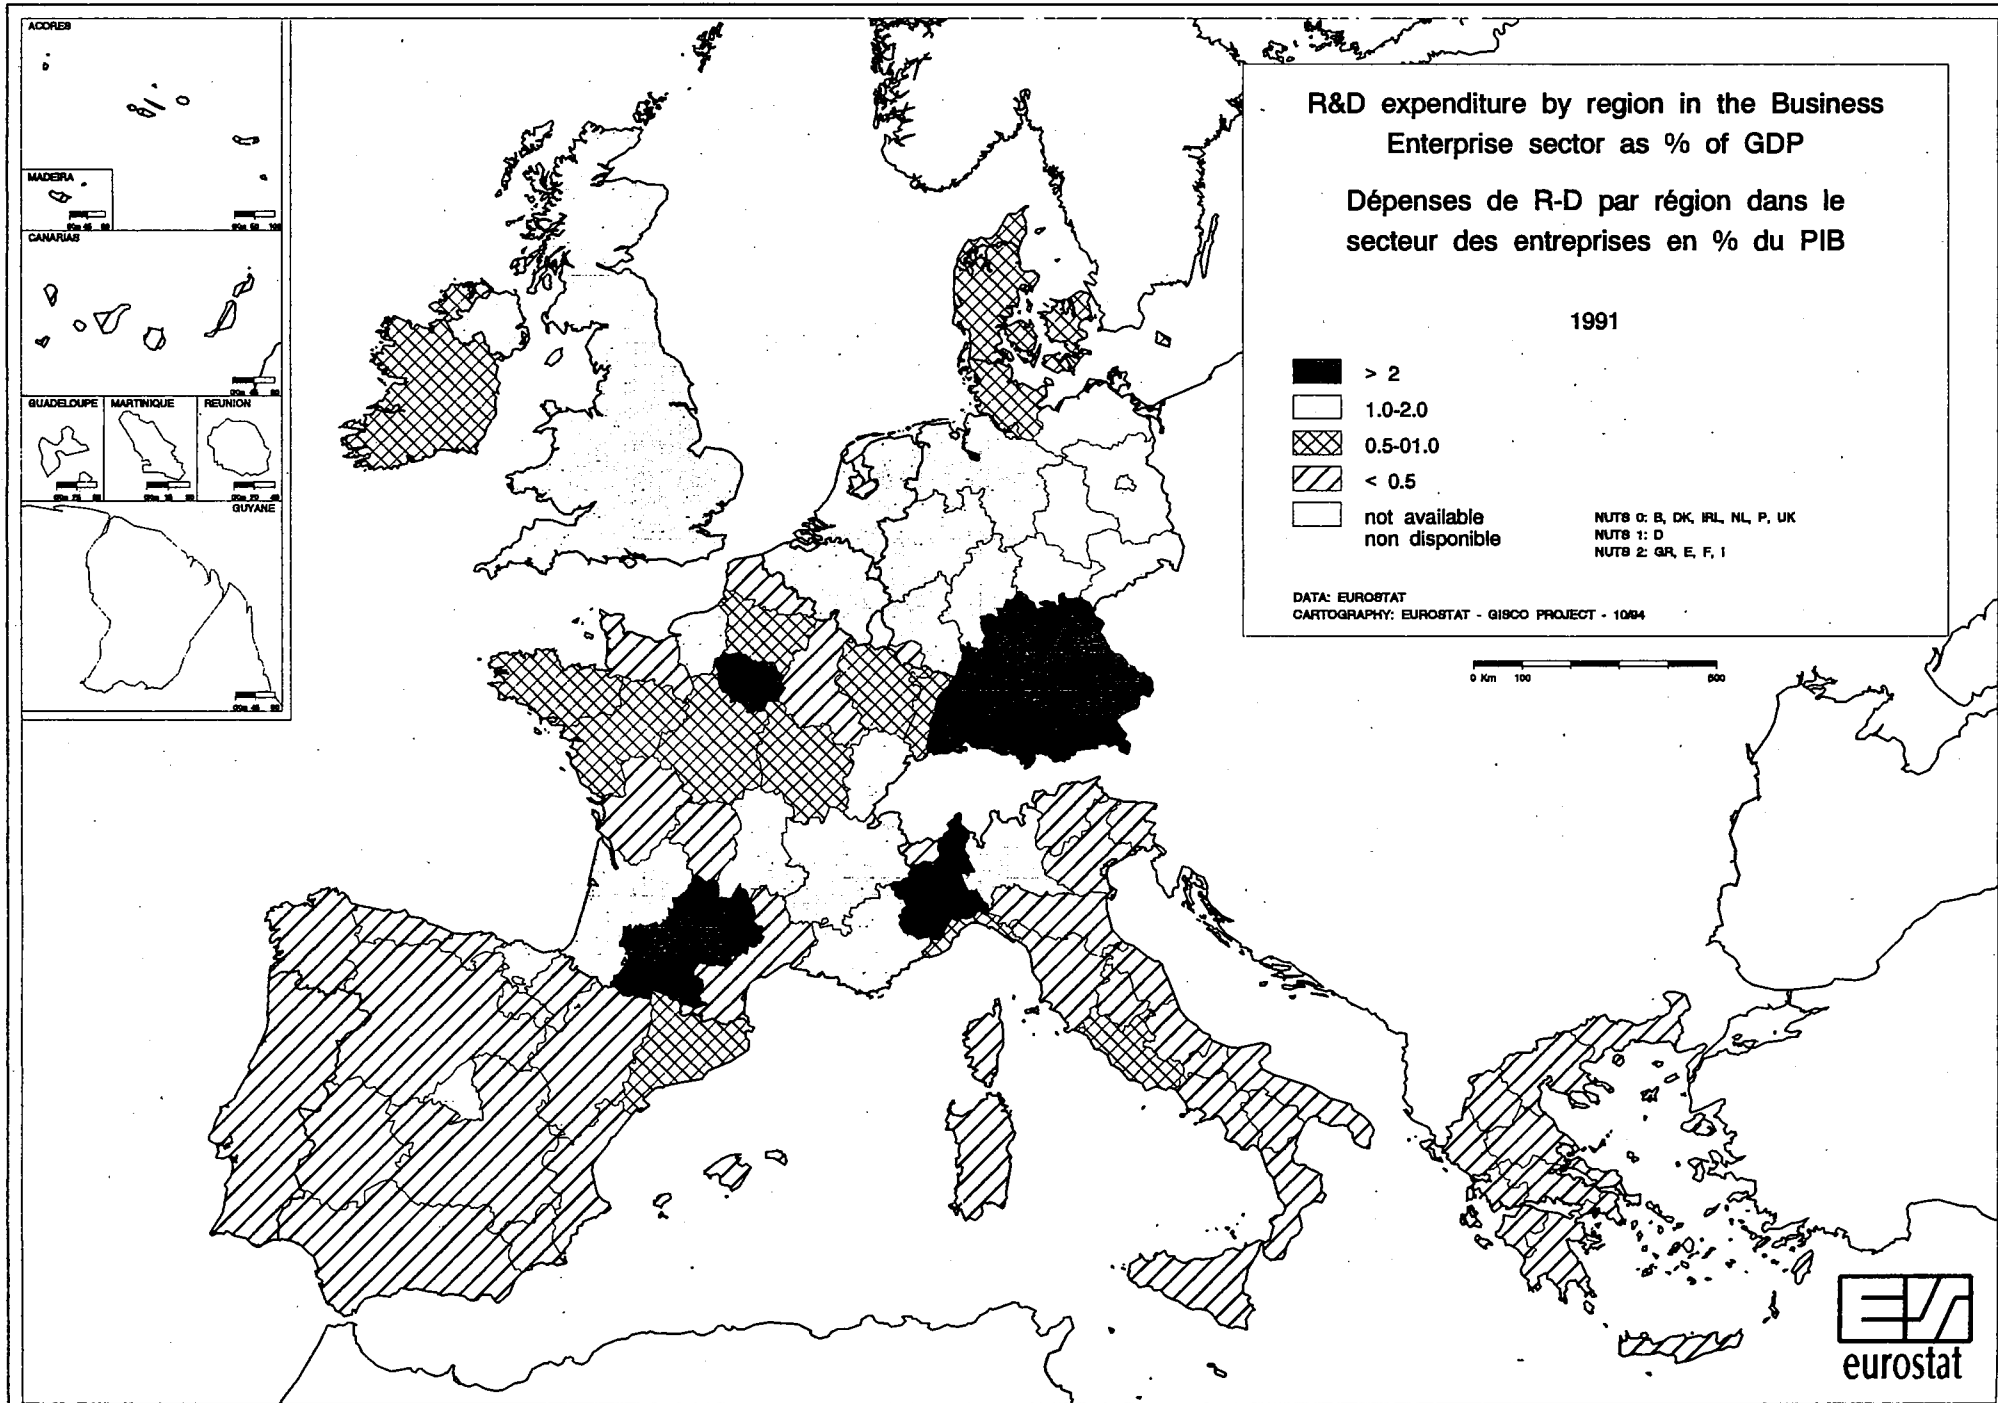 ACORES
MADEIRA
CANARIAS
GUADELOUPE
MARTINIQUE
REUNION
GUYANE
R&D expenditure by region in the Business
Enterprise sector as % of GDP
Dépenses de R-D par région dans le
secteur des entreprises en % du PIB
1991
> 2
1.0-2.0
0.5-01.0
< 0.5
not available
non disponible
NUTS 0: B, DK, IRL, NL, P, UK
NUTS 1: D
NUTS 2: GR, E, F, I
DATA: EUROSTAT
CARTOGRAPHY: EUROSTAT - GISCO PROJECT - 10/94
0 Km 100 500
eurostat